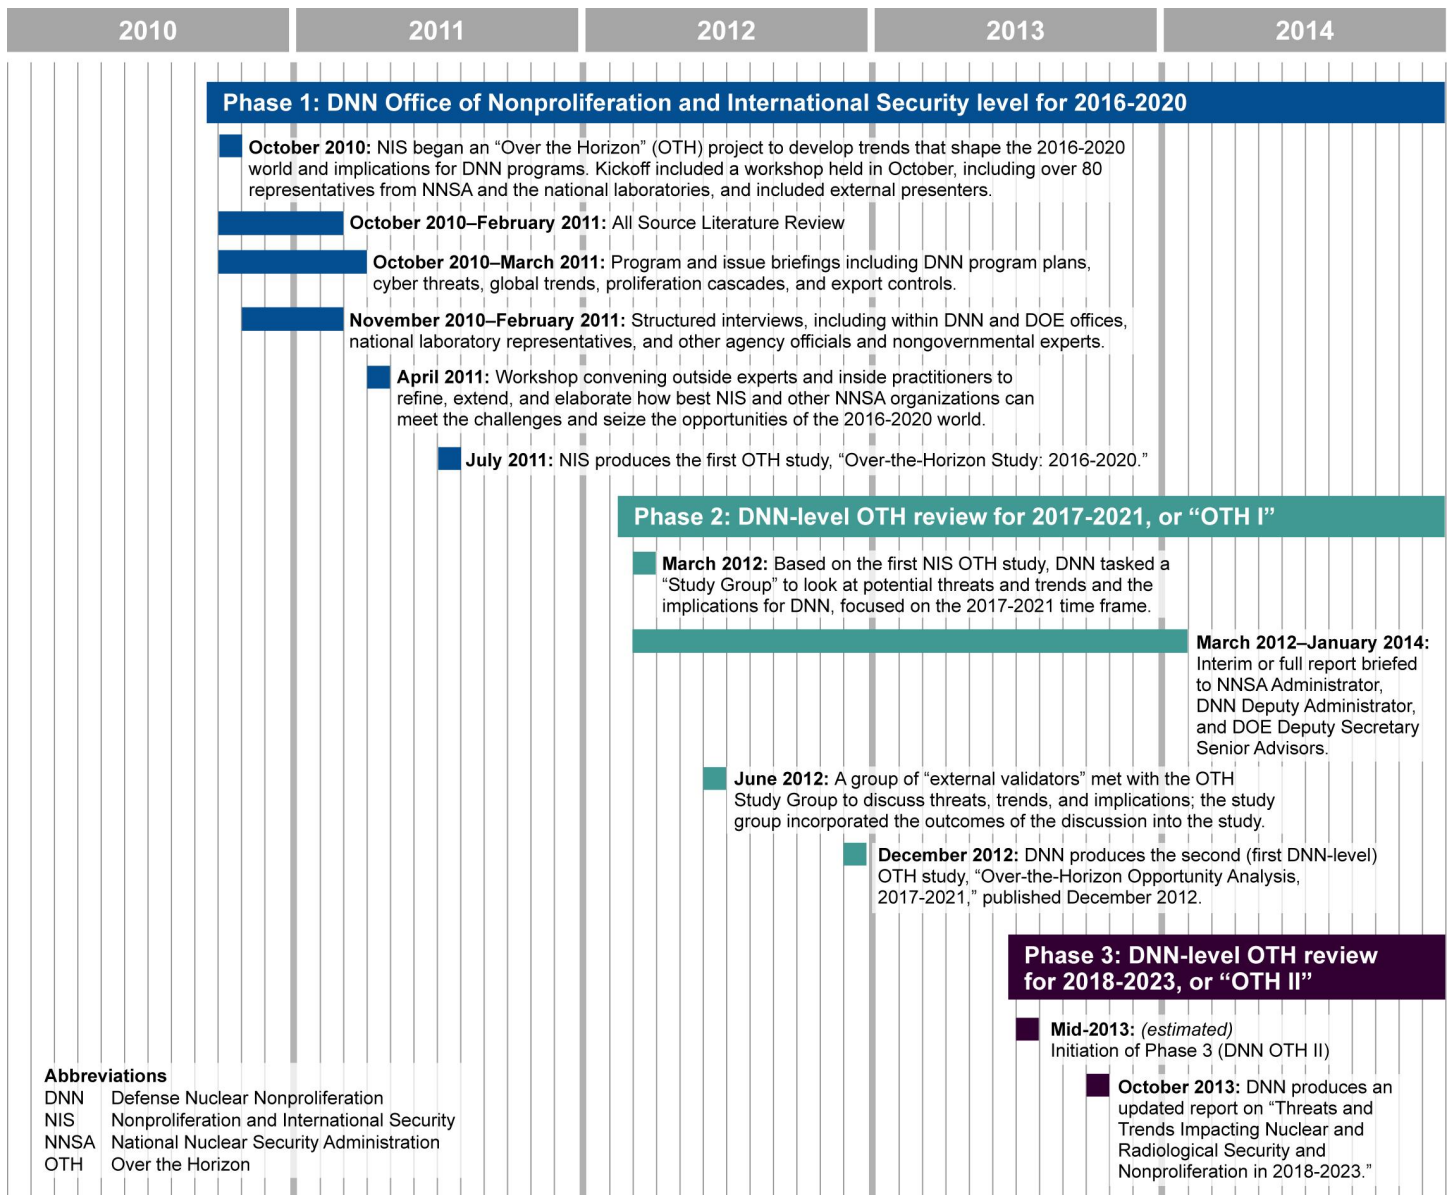 2010 2011 2012 2013 2014
Phase 1: DNN Office of Nonproliferation and International Security level for 2016-2020
October 2010: NIS began an “Over the Horizon” (OTH) project to develop trends that shape the 2016-2020
world and implications for DNN programs. Kickoff included a workshop held in October, including over 80
representatives from NNSA and the national laboratories, and included external presenters.
October 2010–February 2011: All Source Literature Review
October 2010–March 2011: Program and issue briefings including DNN program plans,
cyber threats, global trends, proliferation cascades, and export controls.
November 2010–February 2011: Structured interviews, including within DNN and DOE offices,
national laboratory representatives, and other agency officials and nongovernmental experts.
April 2011: Workshop convening outside experts and inside practitioners to
refine, extend, and elaborate how best NIS and other NNSA organizations can
meet the challenges and seize the opportunities of the 2016-2020 world.
July 2011: NIS produces the first OTH study, “Over-the-Horizon Study: 2016-2020.”
Phase 2: DNN-level OTH review for 2017-2021, or “OTH I”
March 2012: Based on the first NIS OTH study, DNN tasked a
“Study Group” to look at potential threats and trends and the
implications for DNN, focused on the 2017-2021 time frame.
March 2012–January 2014:
Interim or full report briefed
to NNSA Administrator,
DNN Deputy Administrator,
and DOE Deputy Secretary
Senior Advisors.
June 2012: A group of “external validators” met with the OTH
Study Group to discuss threats, trends, and implications; the study
group incorporated the outcomes of the discussion into the study.
December 2012: DNN produces the second (first DNN-level)
OTH study, “Over-the-Horizon Opportunity Analysis,
2017-2021,” published December 2012.
Phase 3: DNN-level OTH review
for 2018-2023, or “OTH II”
Mid-2013: (estimated)
Initiation of Phase 3 (DNN OTH II)
October 2013: DNN produces an
updated report on “Threats and
Trends Impacting Nuclear and
Radiological Security and
Nonproliferation in 2018-2023.”
Abbreviations
DNN Defense Nuclear Nonproliferation
NIS Nonproliferation and International Security
NNSA National Nuclear Security Administration
OTH Over the Horizon